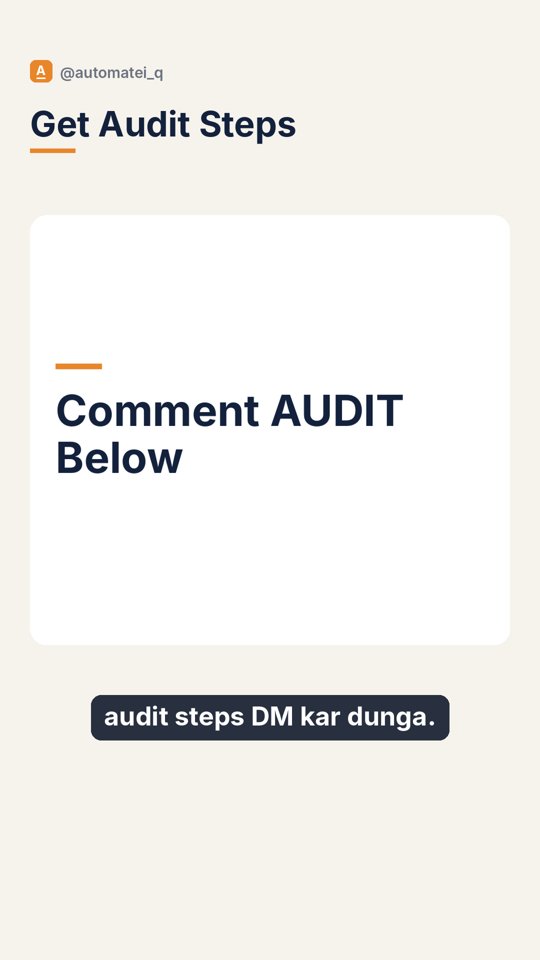 A
@automatei_q
Get Audit Steps
Comment AUDIT
Below
audit steps DM kar dunga.